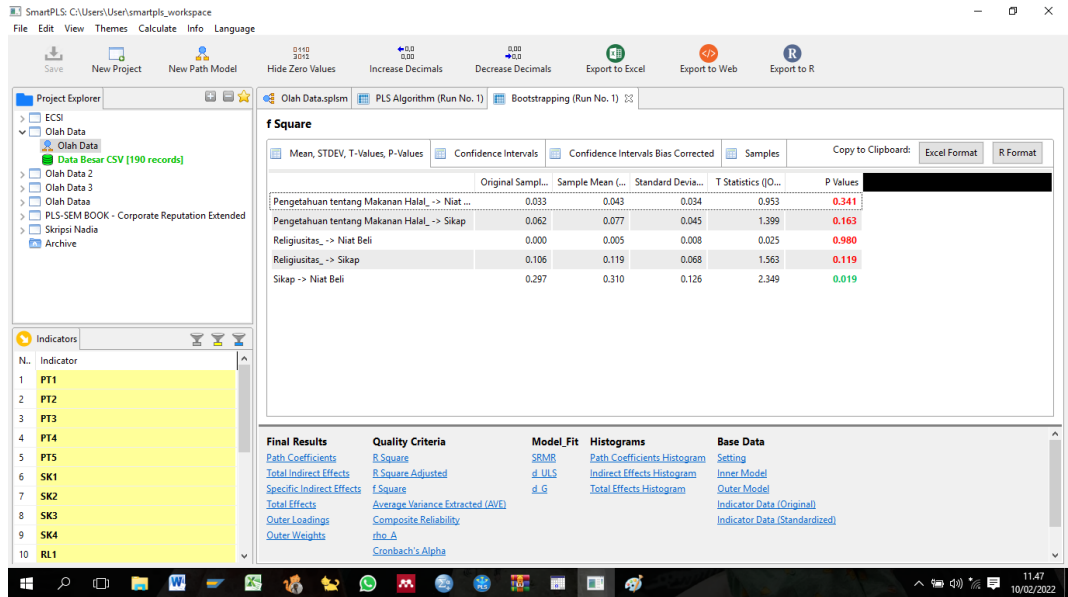 SmartPLS: C:\Users\User\smartpls_workspace
File Edit View Themes Calculate Info Language
Save New Project New Path Model Hide Zero Values Increase Decimals Decrease Decimals Export to Excel Export to Web Export to R
Project Explorer
ECSI
Olah Data
Olah Data
Data Besar CSV [190 records]
Olah Data 2
Olah Data 3
Olah Dataa
PLS-SEM BOOK - Corporate Reputation Extended
Skripsi Nadia
Archive
Indicators
N.. Indicator
1 PT1
2 PT2
3 PT3
4 PT4
5 PT5
6 SK1
7 SK2
8 SK3
9 SK4
10 RL1
Olah Data.splsm PLS Algorithm (Run No. 1) Bootstrapping (Run No. 1)
f Square
Mean, STDEV, T-Values, P-Values Confidence Intervals Confidence Intervals Bias Corrected Samples Copy to Clipboard: Excel Format R Format
Original Sampl... Sample Mean (... Standard Devia... T Statistics (|O... P Values
Pengetahuan tentang Makanan Halal_ -> Niat ... 0.033 0.043 0.034 0.953 0.341
Pengetahuan tentang Makanan Halal_ -> Sikap 0.062 0.077 0.045 1.399 0.163
Religiusitas_ -> Niat Beli 0.000 0.005 0.008 0.025 0.980
Religiusitas_ -> Sikap 0.106 0.119 0.068 1.563 0.119
Sikap -> Niat Beli 0.297 0.310 0.126 2.349 0.019
Final Results Quality Criteria Model_Fit Histograms Base Data
Path Coefficients R Square SRMR Path Coefficients Histogram Setting
Total Indirect Effects R Square Adjusted d_ULS Indirect Effects Histogram Inner Model
Specific Indirect Effects f Square d_G Total Effects Histogram Outer Model
Total Effects Average Variance Extracted (AVE) Indicator Data (Original)
Outer Loadings Composite Reliability Indicator Data (Standardized)
Outer Weights rho_A
Cronbach's Alpha
11.47
10/02/2022